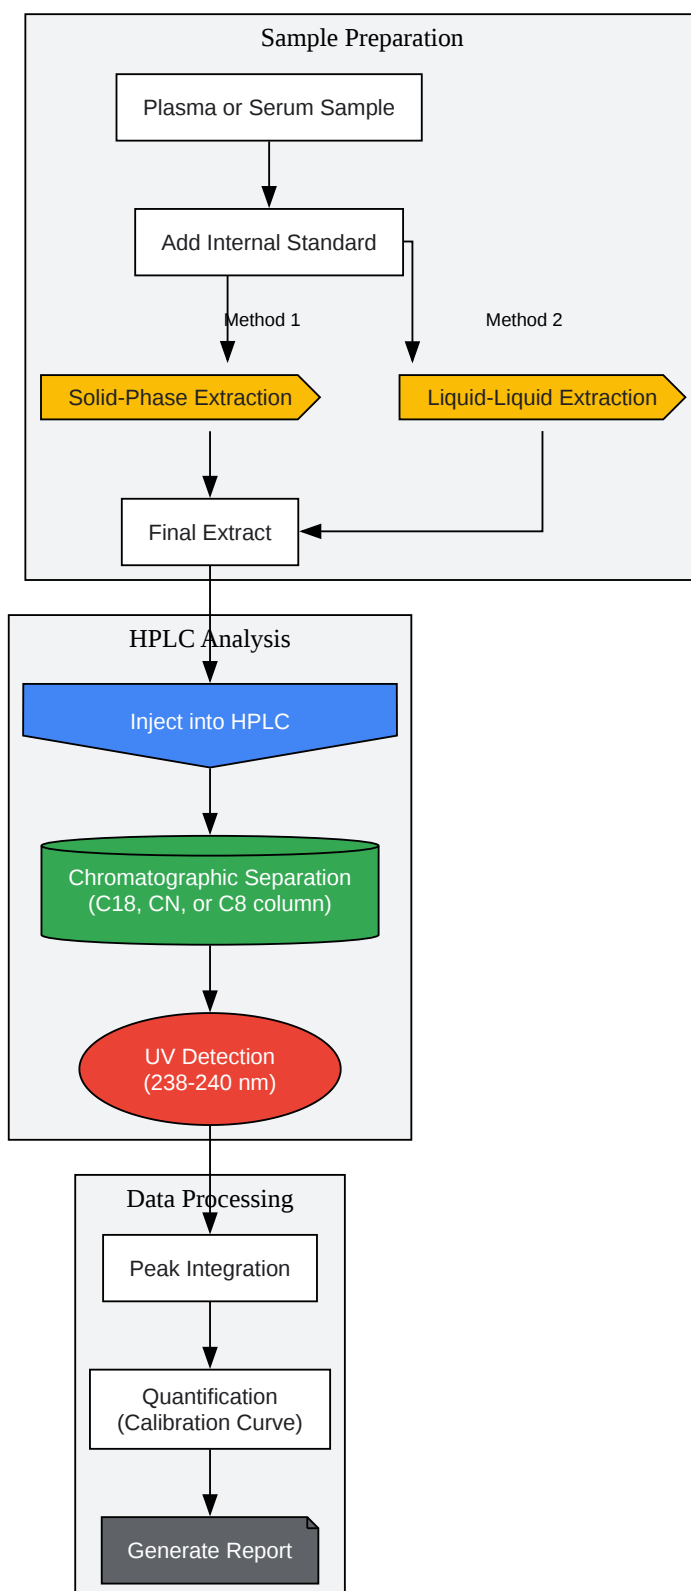 Sample Preparation
Plasma or Serum Sample
Add Internal Standard
Method 1
Method 2
Solid-Phase Extraction
Liquid-Liquid Extraction
Final Extract
HPLC Analysis
Inject into HPLC
Chromatographic Separation
(C18, CN, or C8 column)
UV Detection
(238-240 nm)
Data Processing
Peak Integration
Quantification
(Calibration Curve)
Generate Report